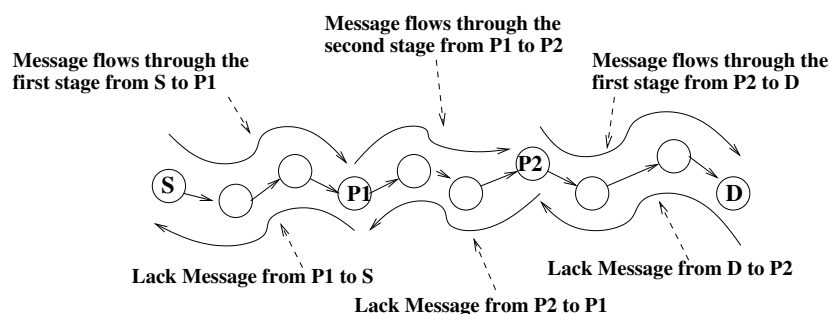 Message flows through the
second stage from P1 to P2
Message flows through the
first stage from S to P1
Message flows through the
first stage from P2 to D
S
P1
P2
D
Lack Message from P1 to S
Lack Message from D to P2
Lack Message from P2 to P1